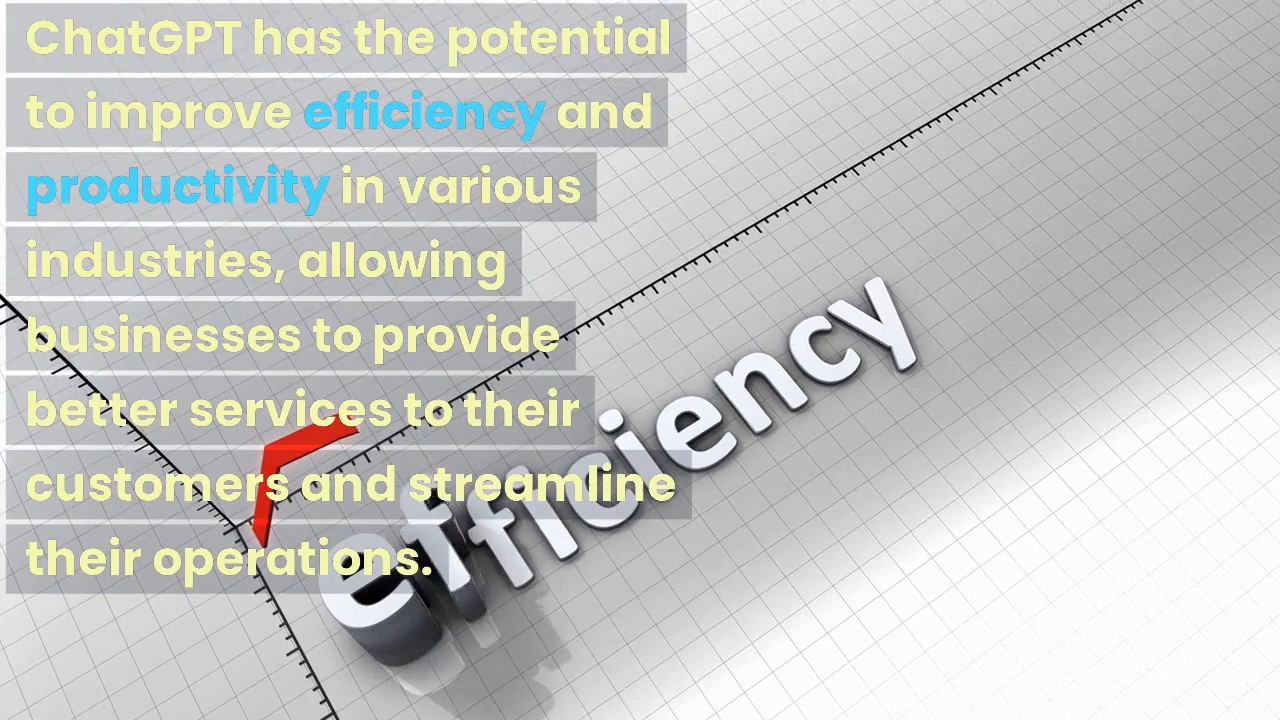 ChatGPT has the potential
to improve efficiency and
productivity in various
industries, allowing
businesses to provide
better services to their
customers and streamline
their operations.
efficiency